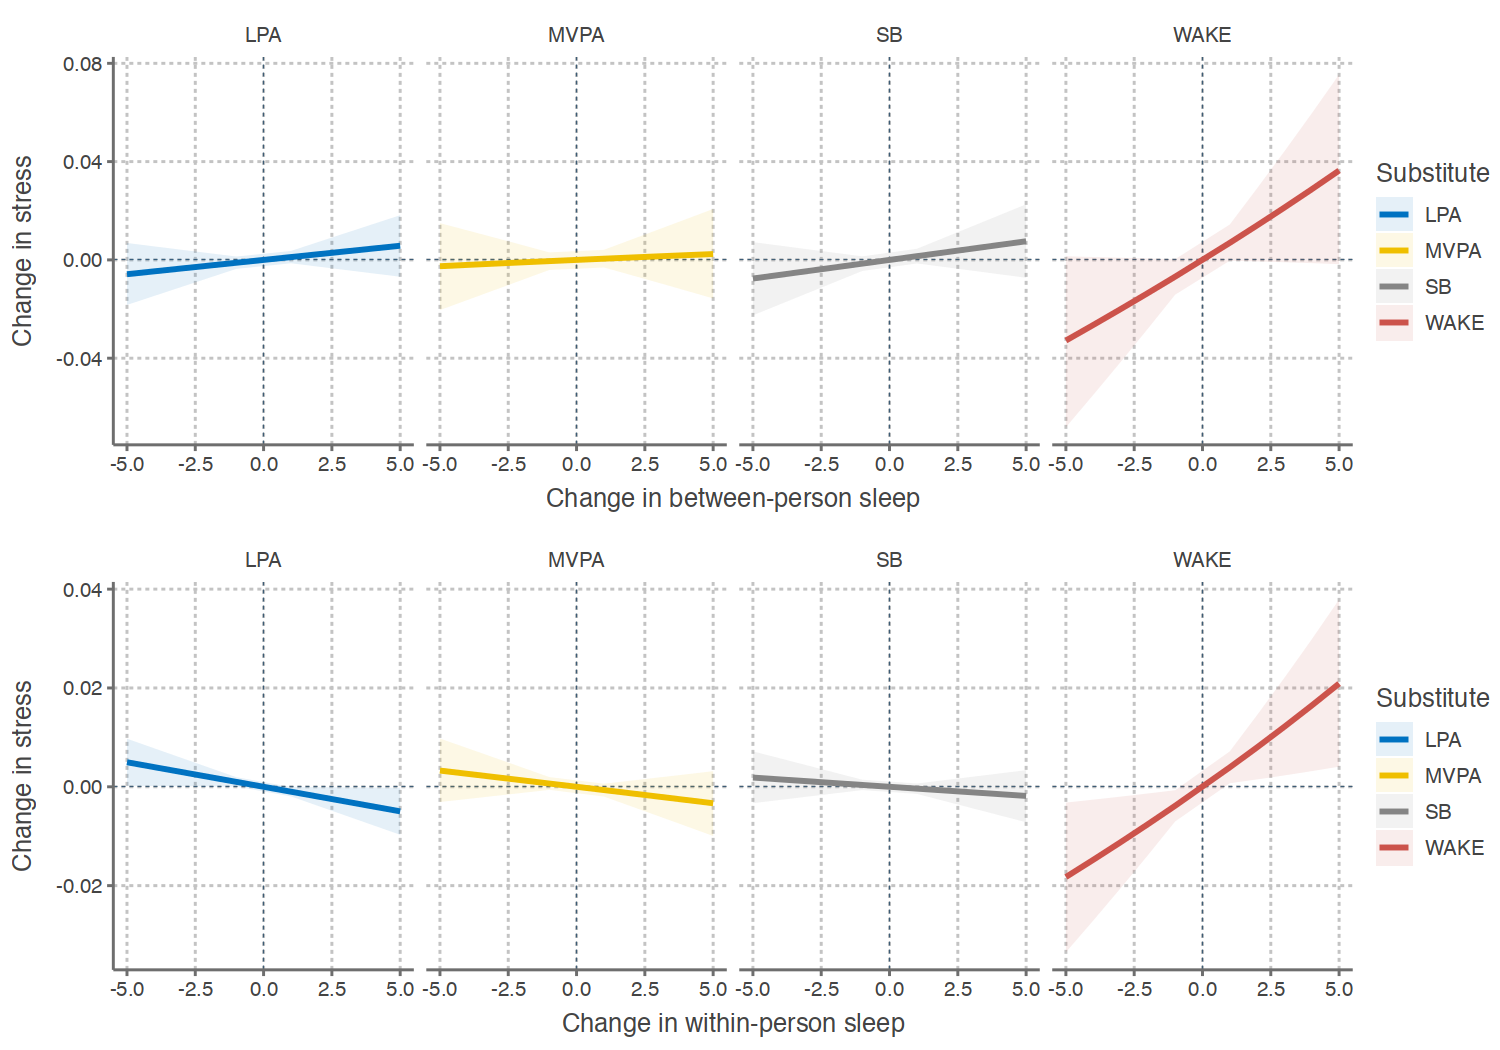 LPA MVPA SB WAKE
0.08
0.04
0.00
-0.04
Change in stress
-5.0 -2.5 0.0 2.5 5.0 -5.0 -2.5 0.0 2.5 5.0 -5.0 -2.5 0.0 2.5 5.0 -5.0 -2.5 0.0 2.5 5.0
Change in between-person sleep
Substitute
LPA
MVPA
SB
WAKE
LPA MVPA SB WAKE
0.04
0.02
0.00
-0.02
Change in stress
-5.0 -2.5 0.0 2.5 5.0 -5.0 -2.5 0.0 2.5 5.0 -5.0 -2.5 0.0 2.5 5.0 -5.0 -2.5 0.0 2.5 5.0
Change in within-person sleep
Substitute
LPA
MVPA
SB
WAKE